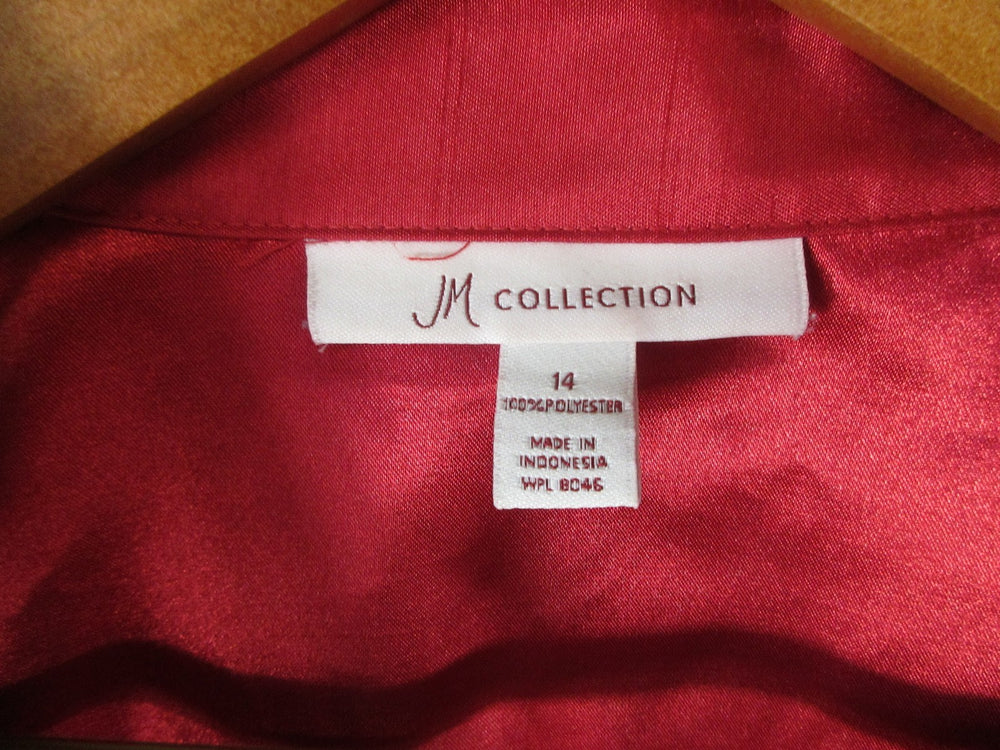 JM COLLECTION
14
100%POLYESTER
MADE IN
INDONESIA
WPL 8046